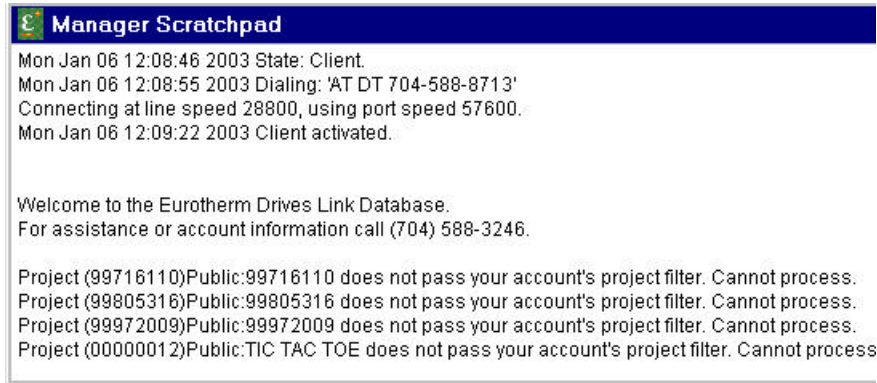 Manager Scratchpad
Mon Jan 06 12:08:46 2003 State: Client.
Mon Jan 06 12:08:55 2003 Dialing: 'AT DT 704-588-8713'
Connecting at line speed 28800, using port speed 57600.
Mon Jan 06 12:09:22 2003 Client activated.
Welcome to the Eurotherm Drives Link Database.
For assistance or account information call (704) 588-3246.
Project (99716110)Public:99716110 does not pass your account's project filter. Cannot process.
Project (99805316)Public:99805316 does not pass your account's project filter. Cannot process.
Project (99972009)Public:99972009 does not pass your account's project filter. Cannot process.
Project (00000012)Public:TIC TAC TOE does not pass your account's project filter. Cannot process